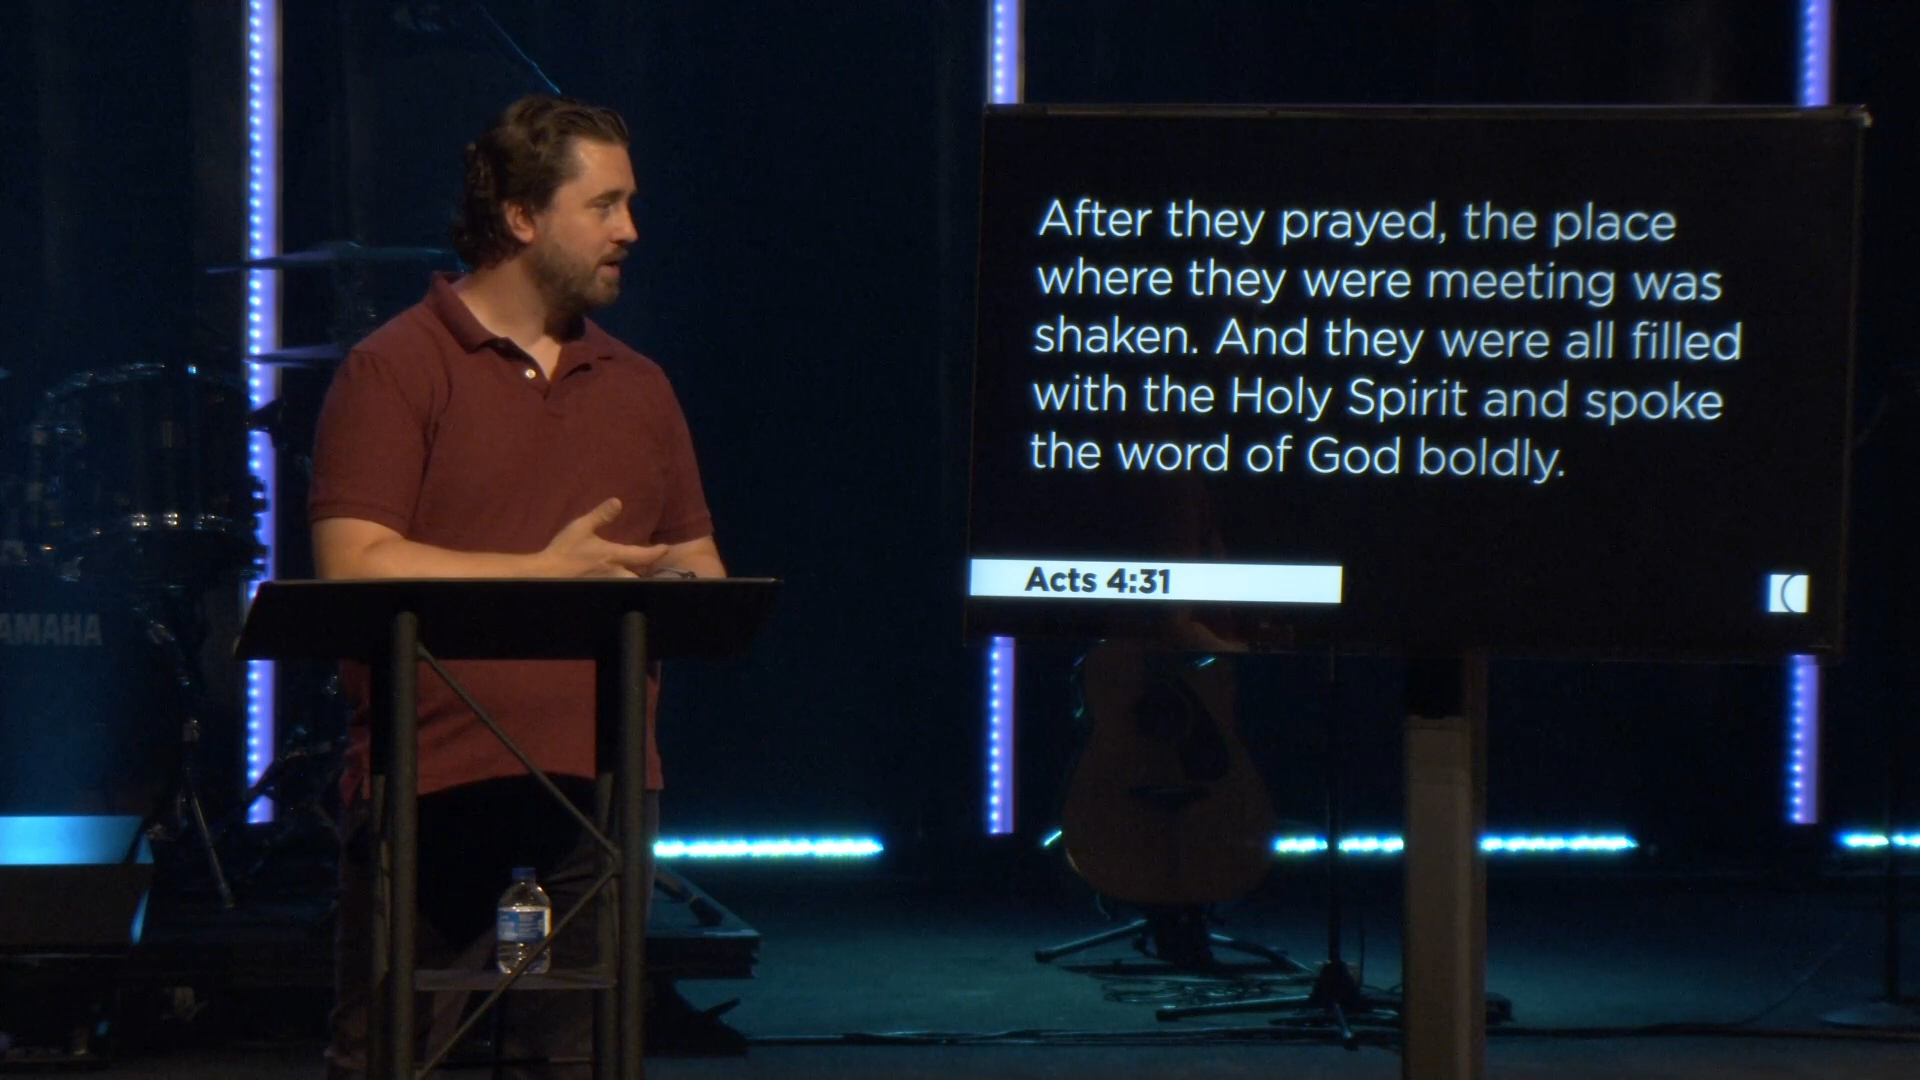 After they prayed, the place
where they were meeting was
shaken. And they were all filled
with the Holy Spirit and spoke
the word of God boldly.
Acts 4:31
AMAHA